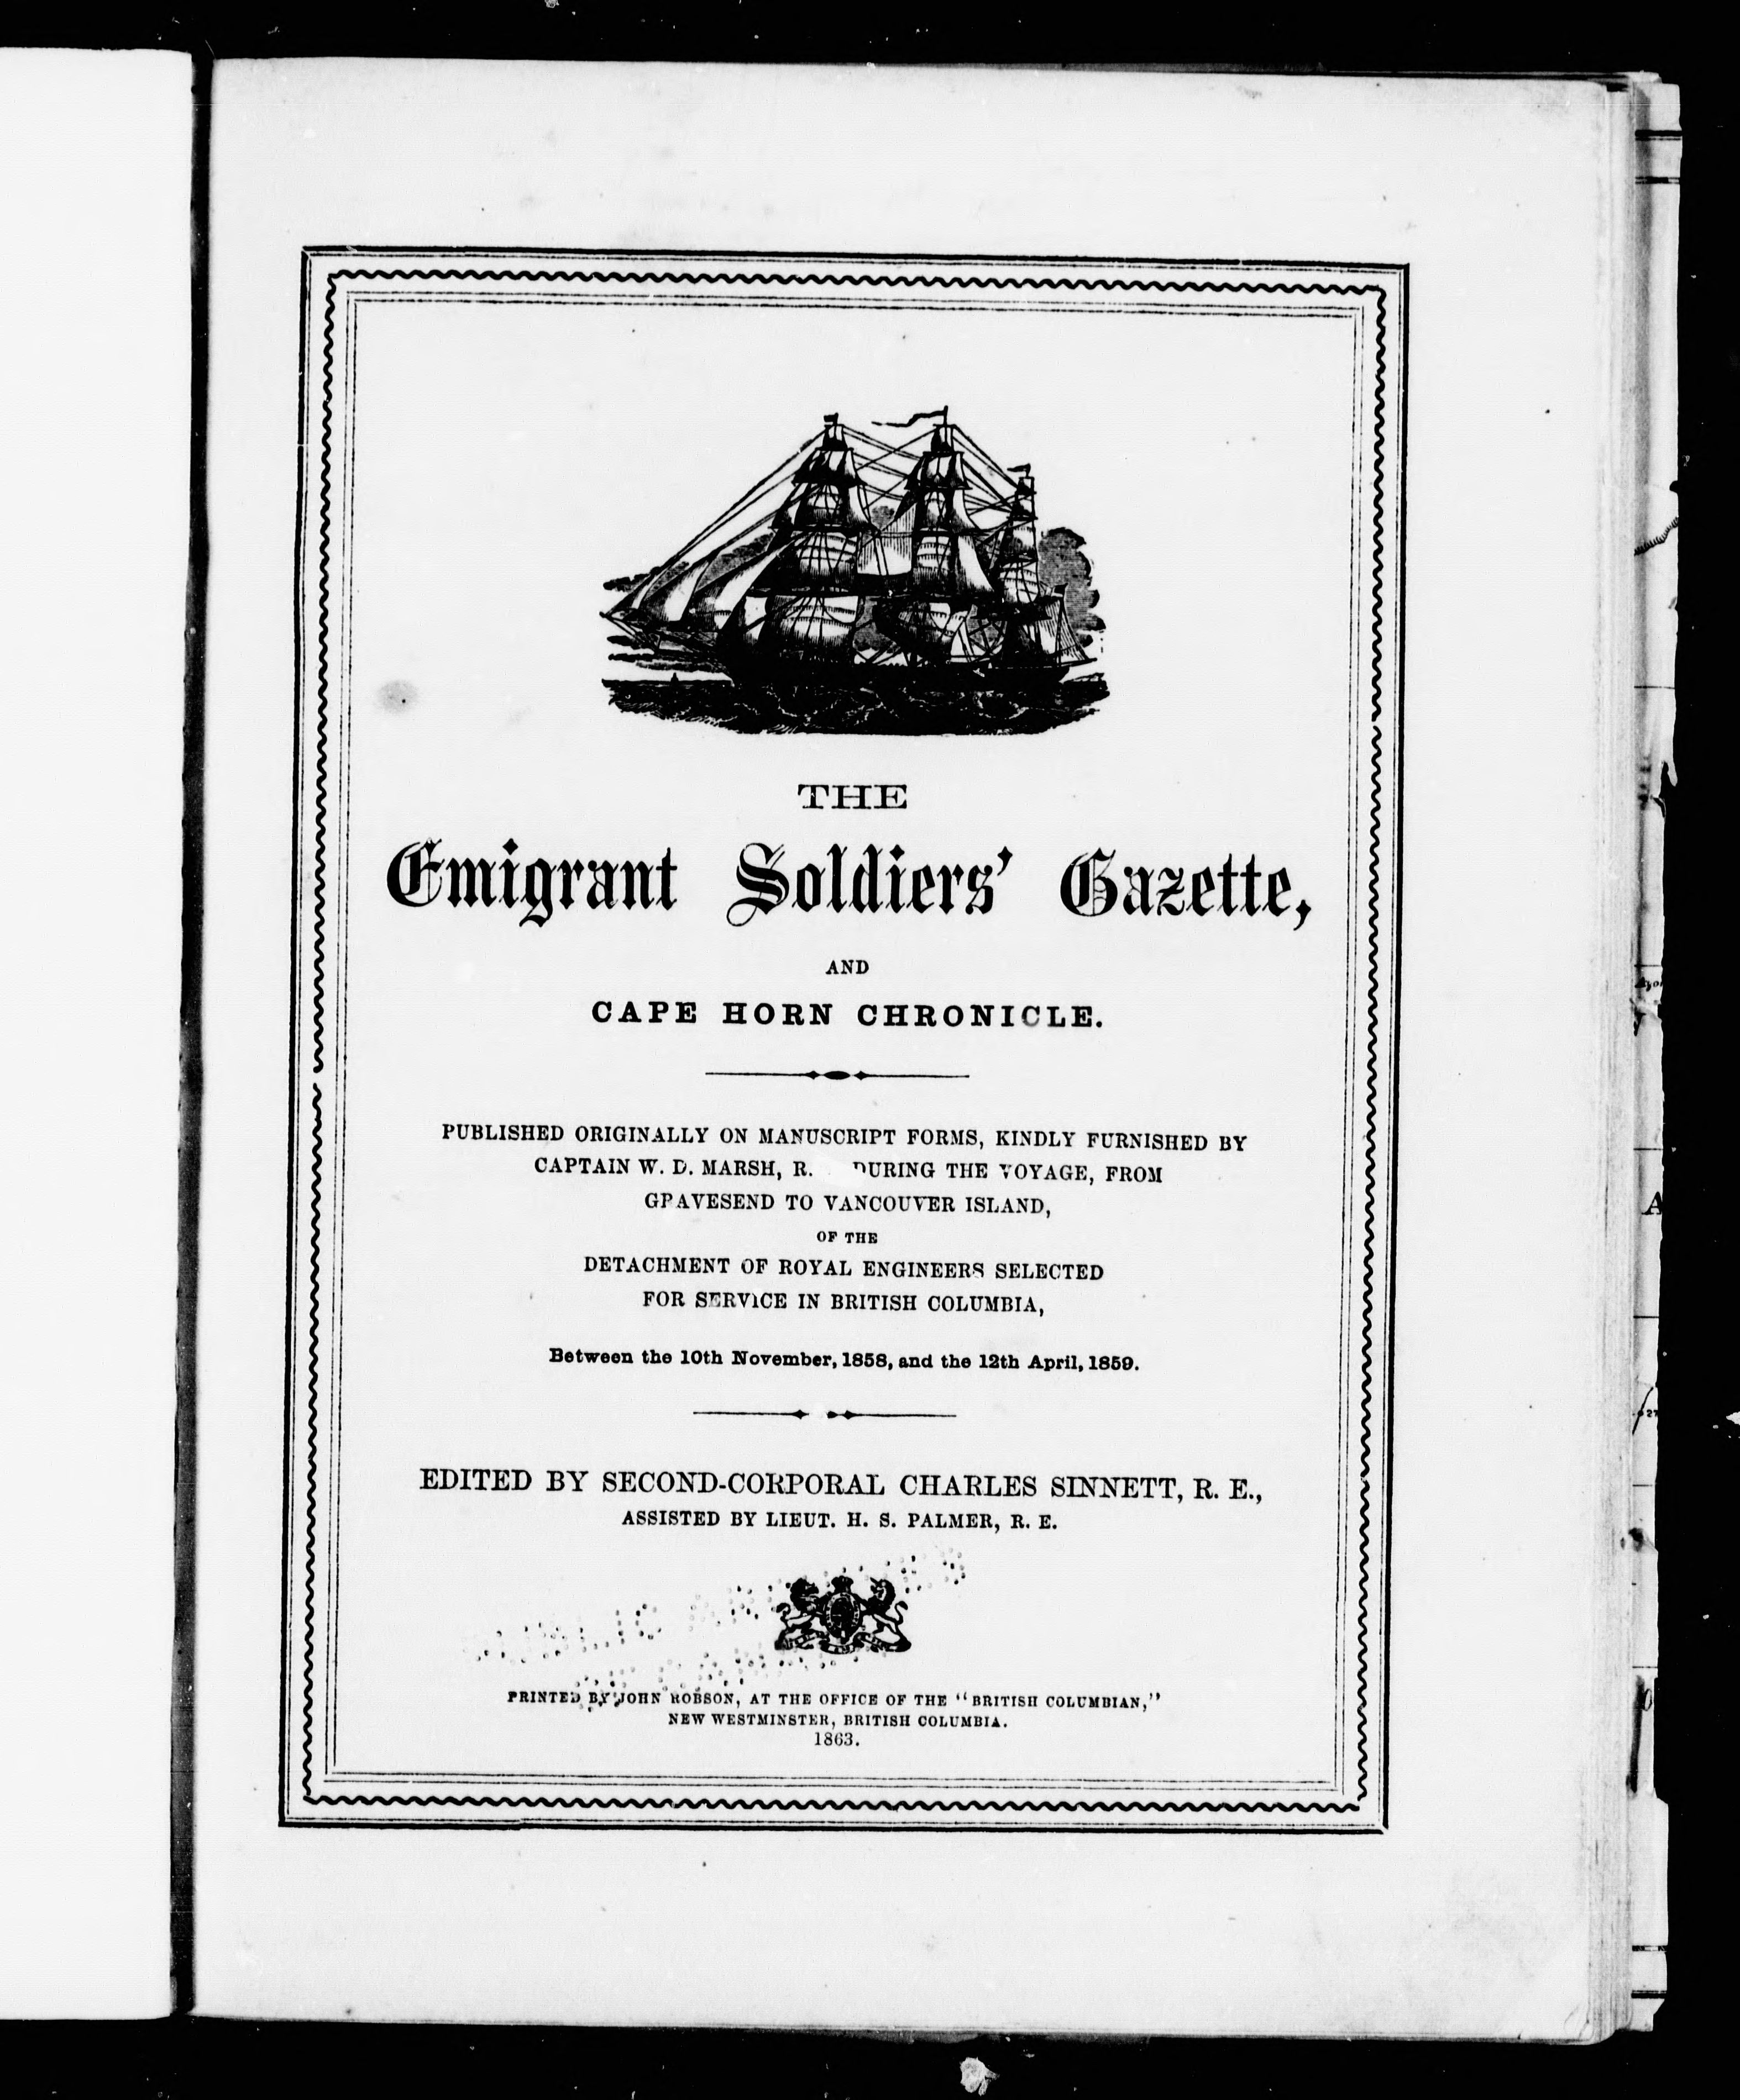 THE
Emigrant Soldiers' Gazette,
AND
CAPE HORN CHRONICLE.
PUBLISHED ORIGINALLY ON MANUSCRIPT FORMS, KINDLY FURNISHED BY
CAPTAIN W. D. MARSH, R. DURING THE VOYAGE, FROM
GRAVESEND TO VANCOUVER ISLAND,
OF THE
DETACHMENT OF ROYAL ENGINEERS SELECTED
FOR SERVICE IN BRITISH COLUMBIA,
Between the 10th November, 1858, and the 12th April, 1859.
EDITED BY SECOND-CORPORAL CHARLES SINNETT, R. E.,
ASSISTED BY LIEUT. H. S. PALMER, R. E.
PRINTED BY JOHN ROBSON, AT THE OFFICE OF THE "BRITISH COLUMBIAN,"
NEW WESTMINSTER, BRITISH COLUMBIA.
1863.